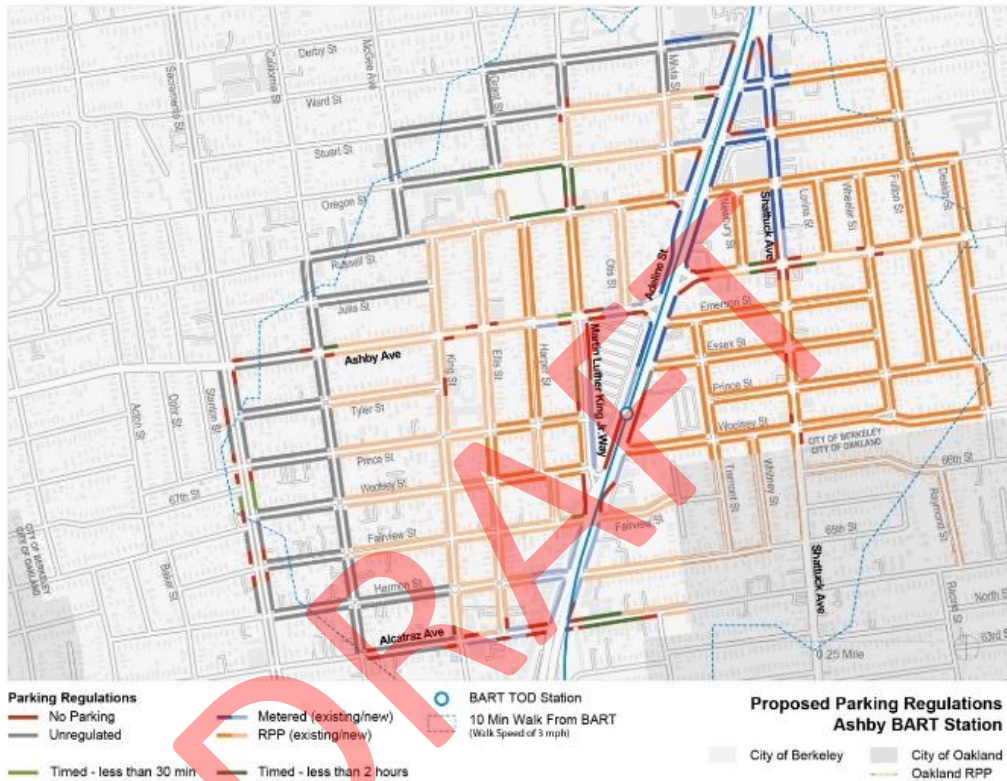 Derby St
McGee Ave
California St
Sacramento St
Ward St
Grant St
Stuart St
Oregon St
Russell St
Julia St
Otis St
Adeline St
Newbury St
Shattuck Ave
Lorina St
Wheeler St
Fulton St
Deakin St
Emerson St
Essex St
Prince St
Woolsey St
CITY OF BERKELEY
CITY OF OAKLAND
Ashby Ave
King St
Ellis St
Harper St
Martin Luther King Jr. Way
Stanton St
Acton St
Tyler St
Prince St
Woolsey St
67th St
Fairview St
Fairview St
Tremont St
Whitney St
66th St
65th St
Raymond St
CITY OF BERKELEY
CITY OF OAKLAND
Baker St
Harmon St
Alcatraz Ave
Shattuck Ave
Racine St
North St
63rd St
0.25 Mile
DRAFT
Parking Regulations
No Parking
Unregulated
Timed - less than 30 min
Metered (existing/new)
RPP (existing/new)
Timed - less than 2 hours
BART TOD Station
10 Min Walk From BART
(Walk Speed of 3 mph)
Proposed Parking Regulations
Ashby BART Station
City of Berkeley
City of Oakland
Oakland RPP